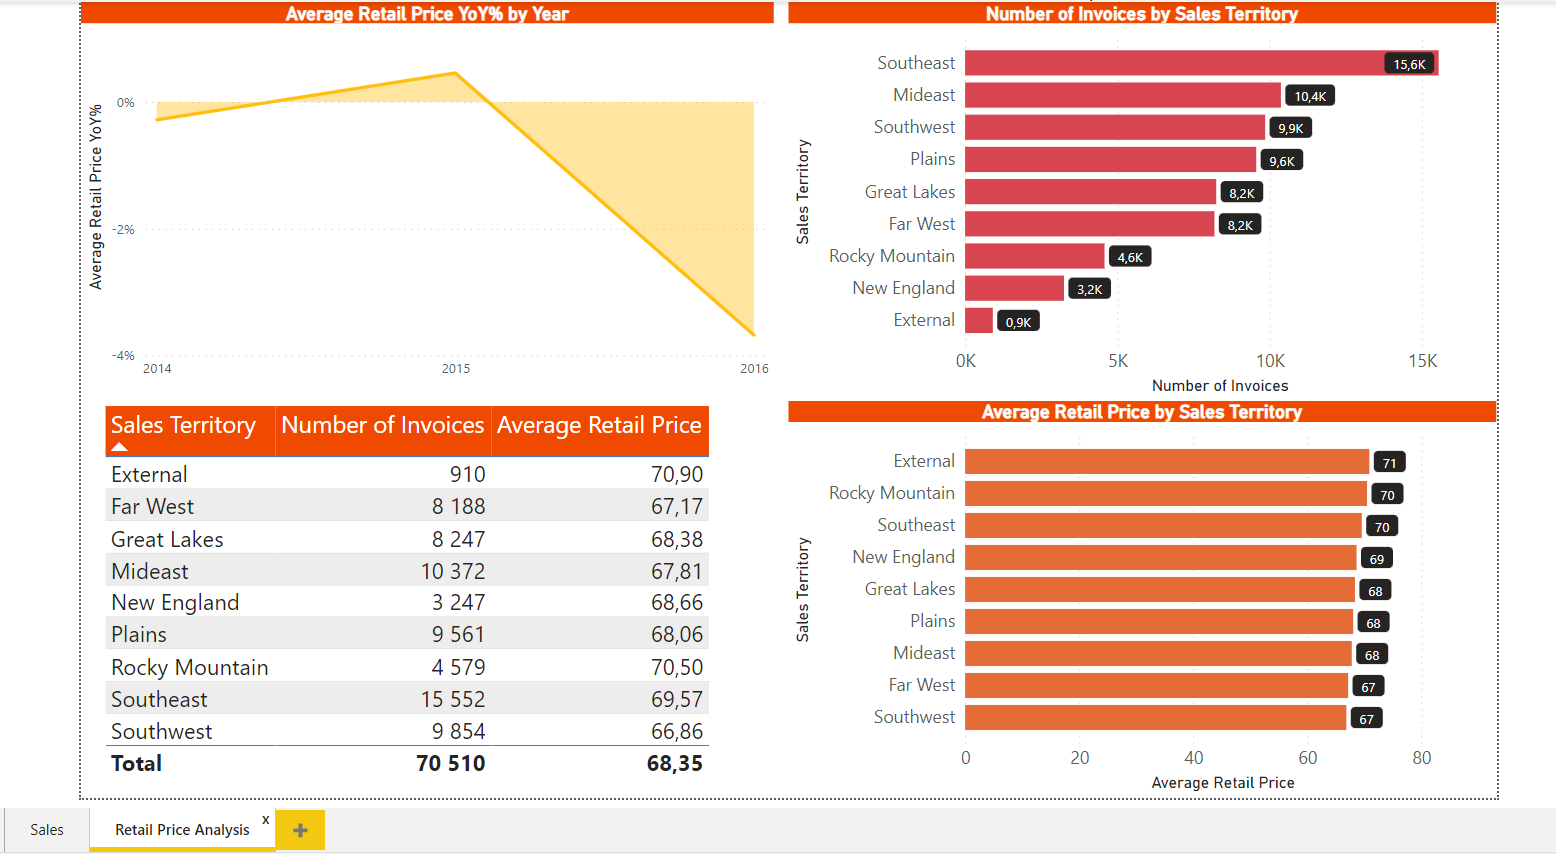 Average Retail Price YoY% by Year
Average Retail Price YoY%
0%
-2%
-4%
2014 2015 2016
Number of Invoices by Sales Territory
Sales Territory
Southeast 15,6K
Mideast 10,4K
Southwest 9,9K
Plains 9,6K
Great Lakes 8,2K
Far West 8,2K
Rocky Mountain 4,6K
New England 3,2K
External 0,9K
0K 5K 10K 15K
Number of Invoices
Sales Territory Number of Invoices Average Retail Price
External 910 70,90
Far West 8 188 67,17
Great Lakes 8 247 68,38
Mideast 10 372 67,81
New England 3 247 68,66
Plains 9 561 68,06
Rocky Mountain 4 579 70,50
Southeast 15 552 69,57
Southwest 9 854 66,86
Total 70 510 68,35
Average Retail Price by Sales Territory
Sales Territory
External 71
Rocky Mountain 70
Southeast 70
New England 69
Great Lakes 68
Plains 68
Mideast 68
Far West 67
Southwest 67
0 20 40 60 80
Average Retail Price
Sales Retail Price Analysis x +